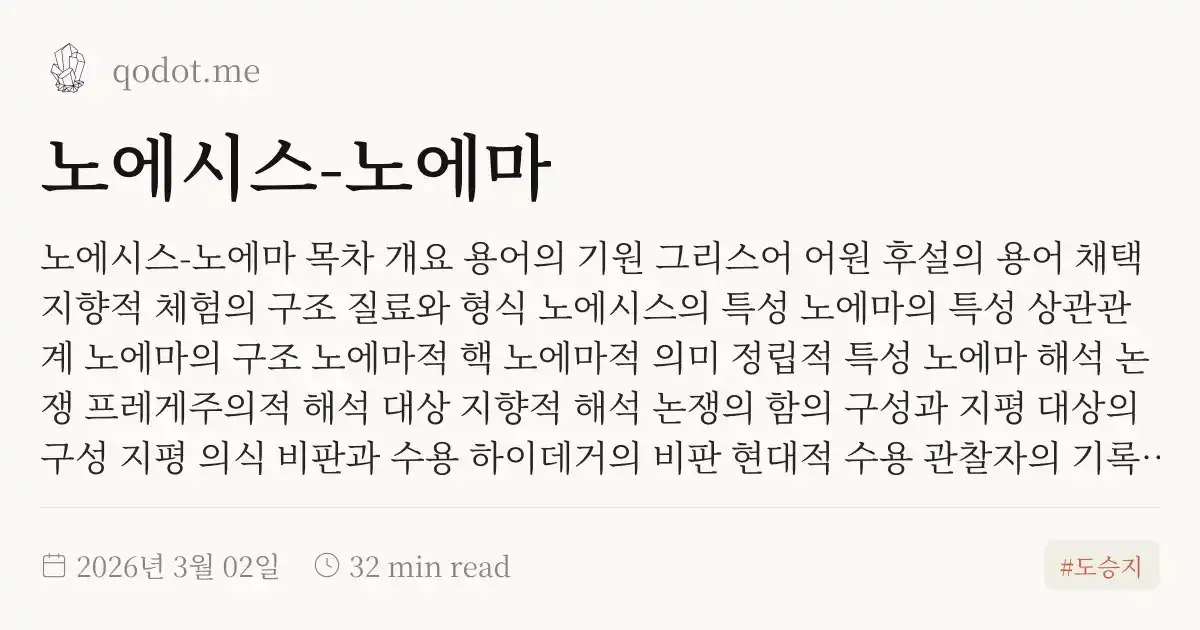 qodot.me
노에시스-노에마
노에시스-노에마 목차 개요 용어의 기원 그리스어 어원 후설의 용어 채택
지향적 체험의 구조 질료와 형식 노에시스의 특성 노에마의 특성 상관관
계 노에마의 구조 노에마적 핵 노에마적 의미 정립적 특성 노에마 해석 논
쟁 프레게주의적 해석 대상 지향적 해석 논쟁의 함의 구성과 지평 대상의
구성 지평 의식 비판과 수용 하이데거의 비판 현대적 수용 관찰자의 기록··
2026년 3월 02일
32 min read
#도승지